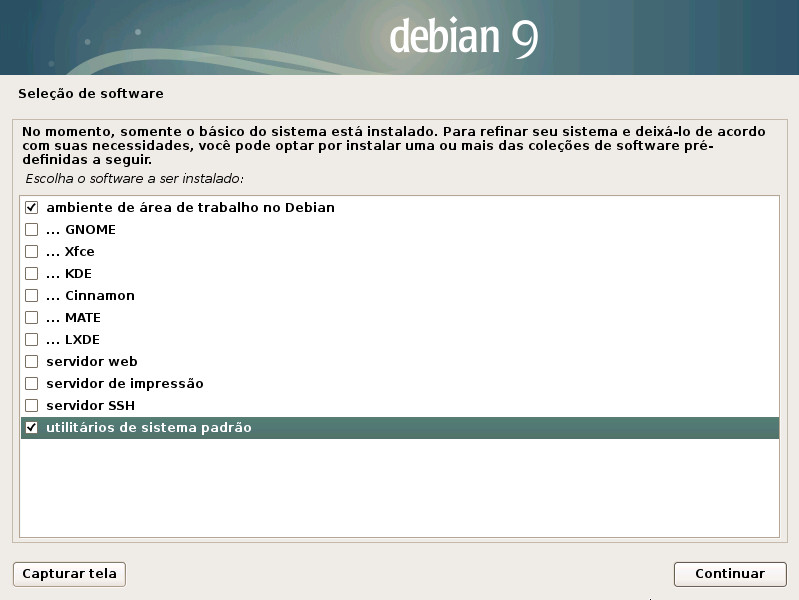 debian 9
Seleção de software
No momento, somente o básico do sistema está instalado. Para refinar seu sistema e deixá-lo de acordo
com suas necessidades, você pode optar por instalar uma ou mais das coleções de software pré-
definidas a seguir.
Escolha o software a ser instalado:
ambiente de área de trabalho no Debian
... GNOME
... Xfce
... KDE
... Cinnamon
... MATE
... LXDE
servidor web
servidor de impressão
servidor SSH
utilitários de sistema padrão
Capturar tela
Continuar